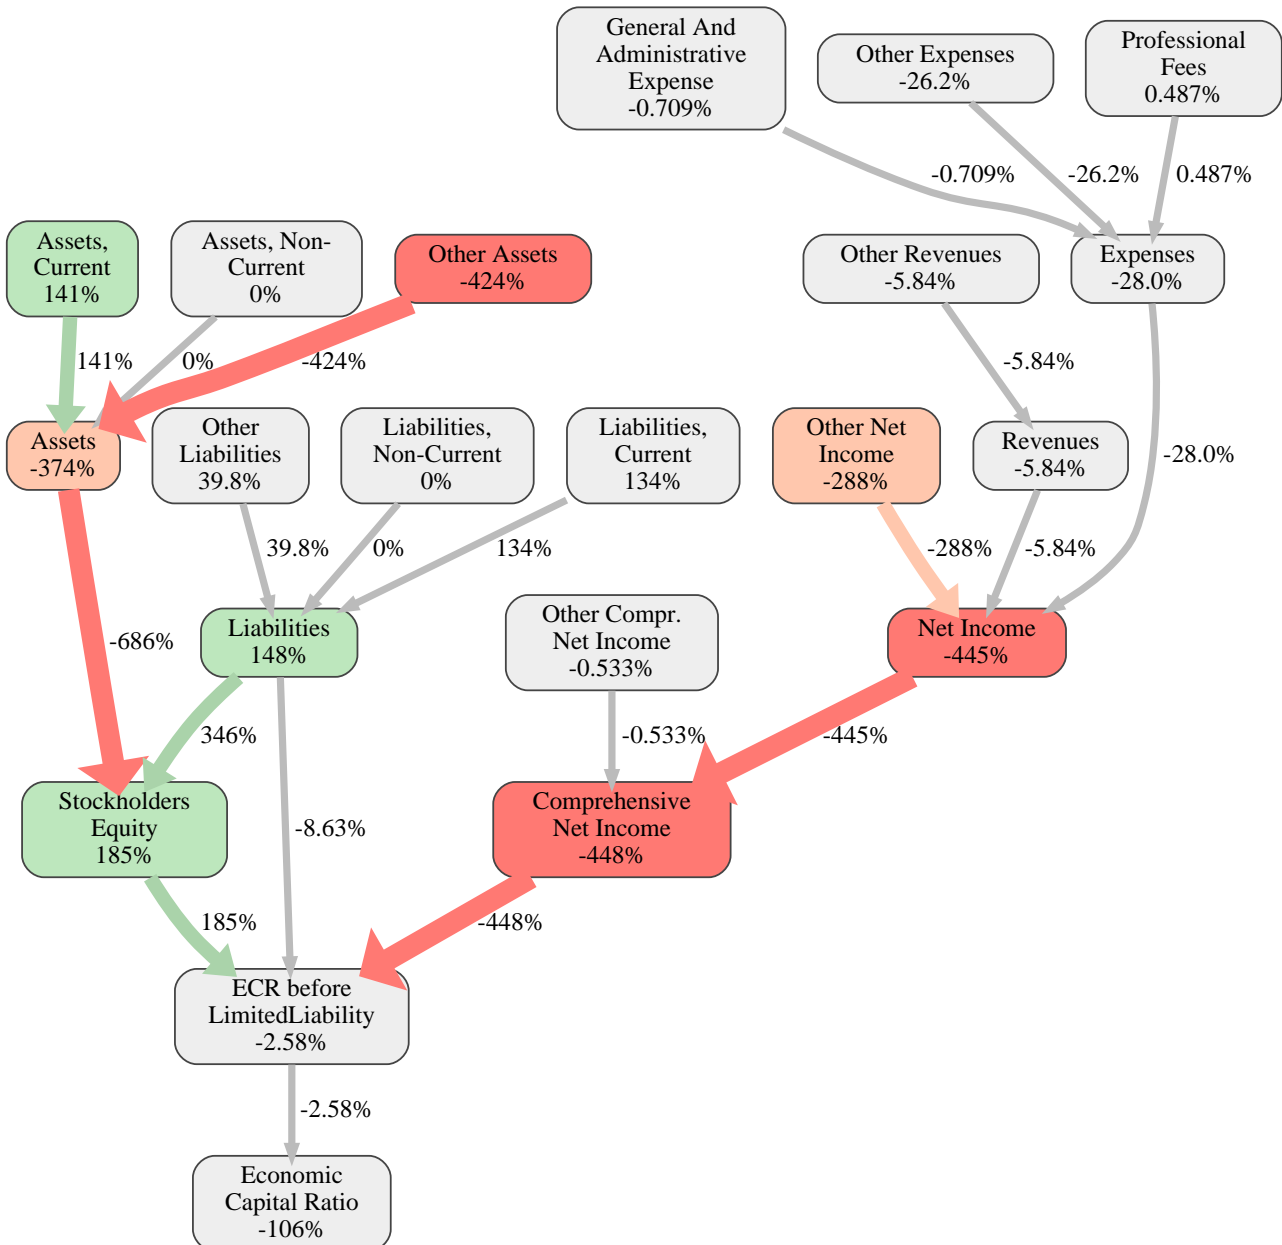 General And
Administrative
Expense
-0.709%
Other Expenses
-26.2%
Professional
Fees
0.487%
-0.709%
-26.2%
0.487%
Assets,
Current
141%
Assets, Non-
Current
0%
Other Assets
-424%
Other Revenues
-5.84%
Expenses
-28.0%
141%
0%
-424%
-5.84%
-28.0%
Assets
-374%
Other
Liabilities
39.8%
Liabilities,
Non-Current
0%
Liabilities,
Current
134%
Other Net
Income
-288%
Revenues
-5.84%
39.8%
0%
134%
-288%
-5.84%
-686%
Liabilities
148%
Other Compr.
Net Income
-0.533%
Net Income
-445%
346%
-8.63%
-0.533%
-445%
Stockholders
Equity
185%
Comprehensive
Net Income
-448%
185%
-448%
ECR before
LimitedLiability
-2.58%
-2.58%
Economic
Capital Ratio
-106%